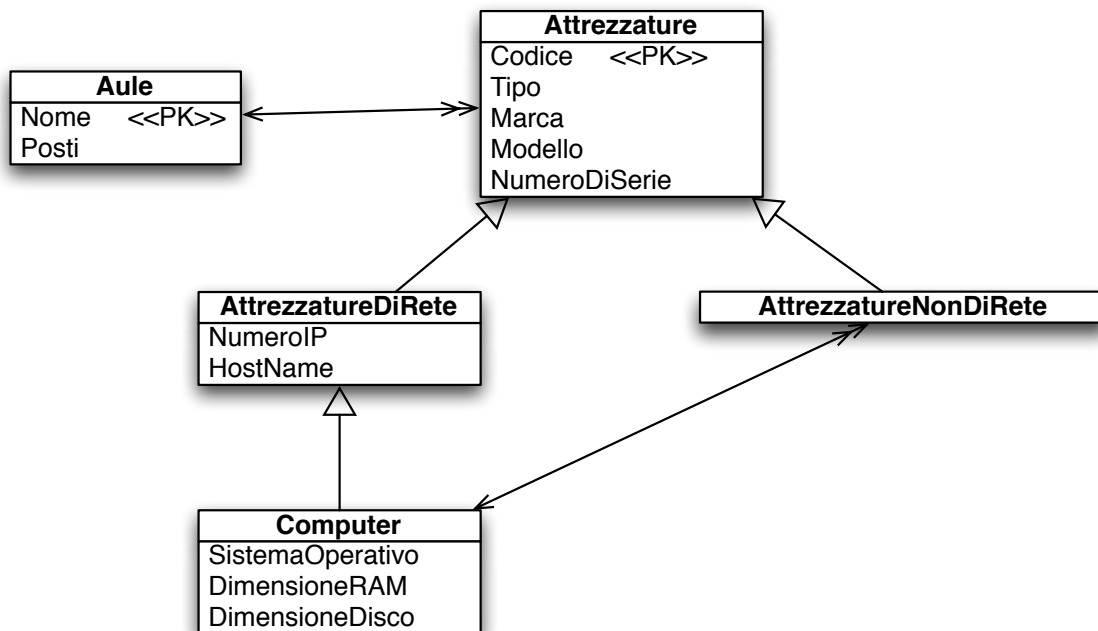 Attrezzature
Codice <<PK>>
Tipo
Marca
Modello
NumeroDiSerie
Aule
Nome <<PK>>
Posti
AttrezzatureDiRete
NumeroIP
HostName
AttrezzatureNonDiRete
Computer
SistemaOperativo
DimensioneRAM
DimensioneDisco